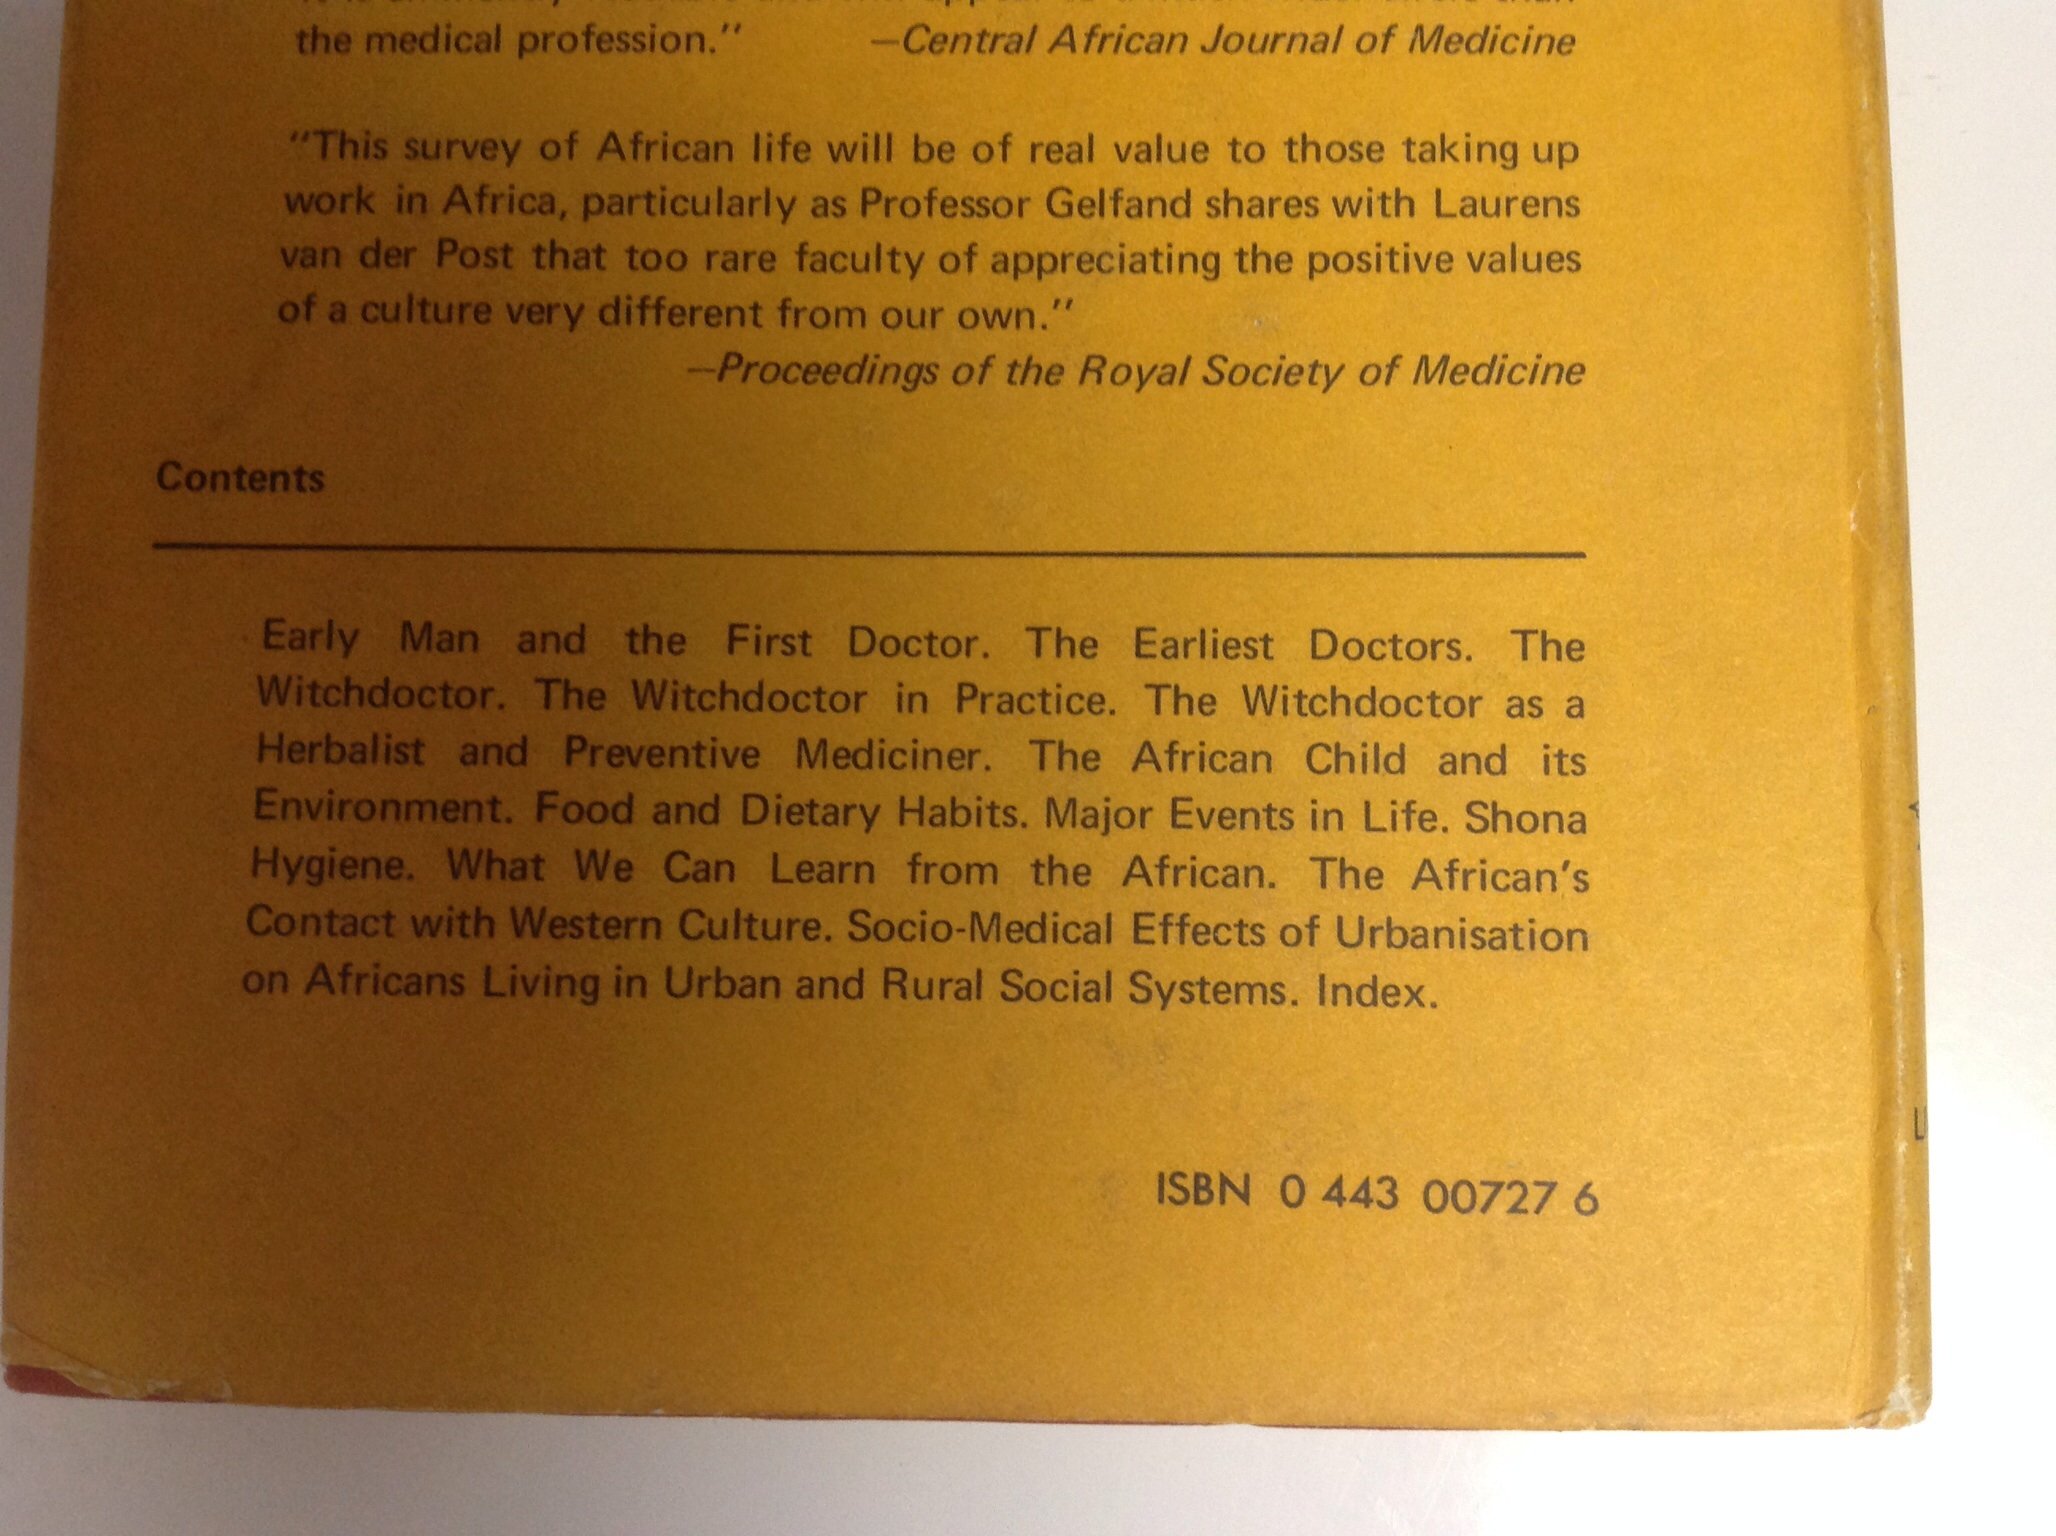 the medical profession." —Central African Journal of Medicine
"This survey of African life will be of real value to those taking up
work in Africa, particularly as Professor Gelfand shares with Laurens
van der Post that too rare faculty of appreciating the positive values
of a culture very different from our own."
—Proceedings of the Royal Society of Medicine
Contents
Early Man and the First Doctor. The Earliest Doctors. The
Witchdoctor. The Witchdoctor in Practice. The Witchdoctor as a
Herbalist and Preventive Mediciner. The African Child and its
Environment. Food and Dietary Habits. Major Events in Life. Shona
Hygiene. What We Can Learn from the African. The African's
Contact with Western Culture. Socio-Medical Effects of Urbanisation
on Africans Living in Urban and Rural Social Systems. Index.
ISBN 0 443 00727 6